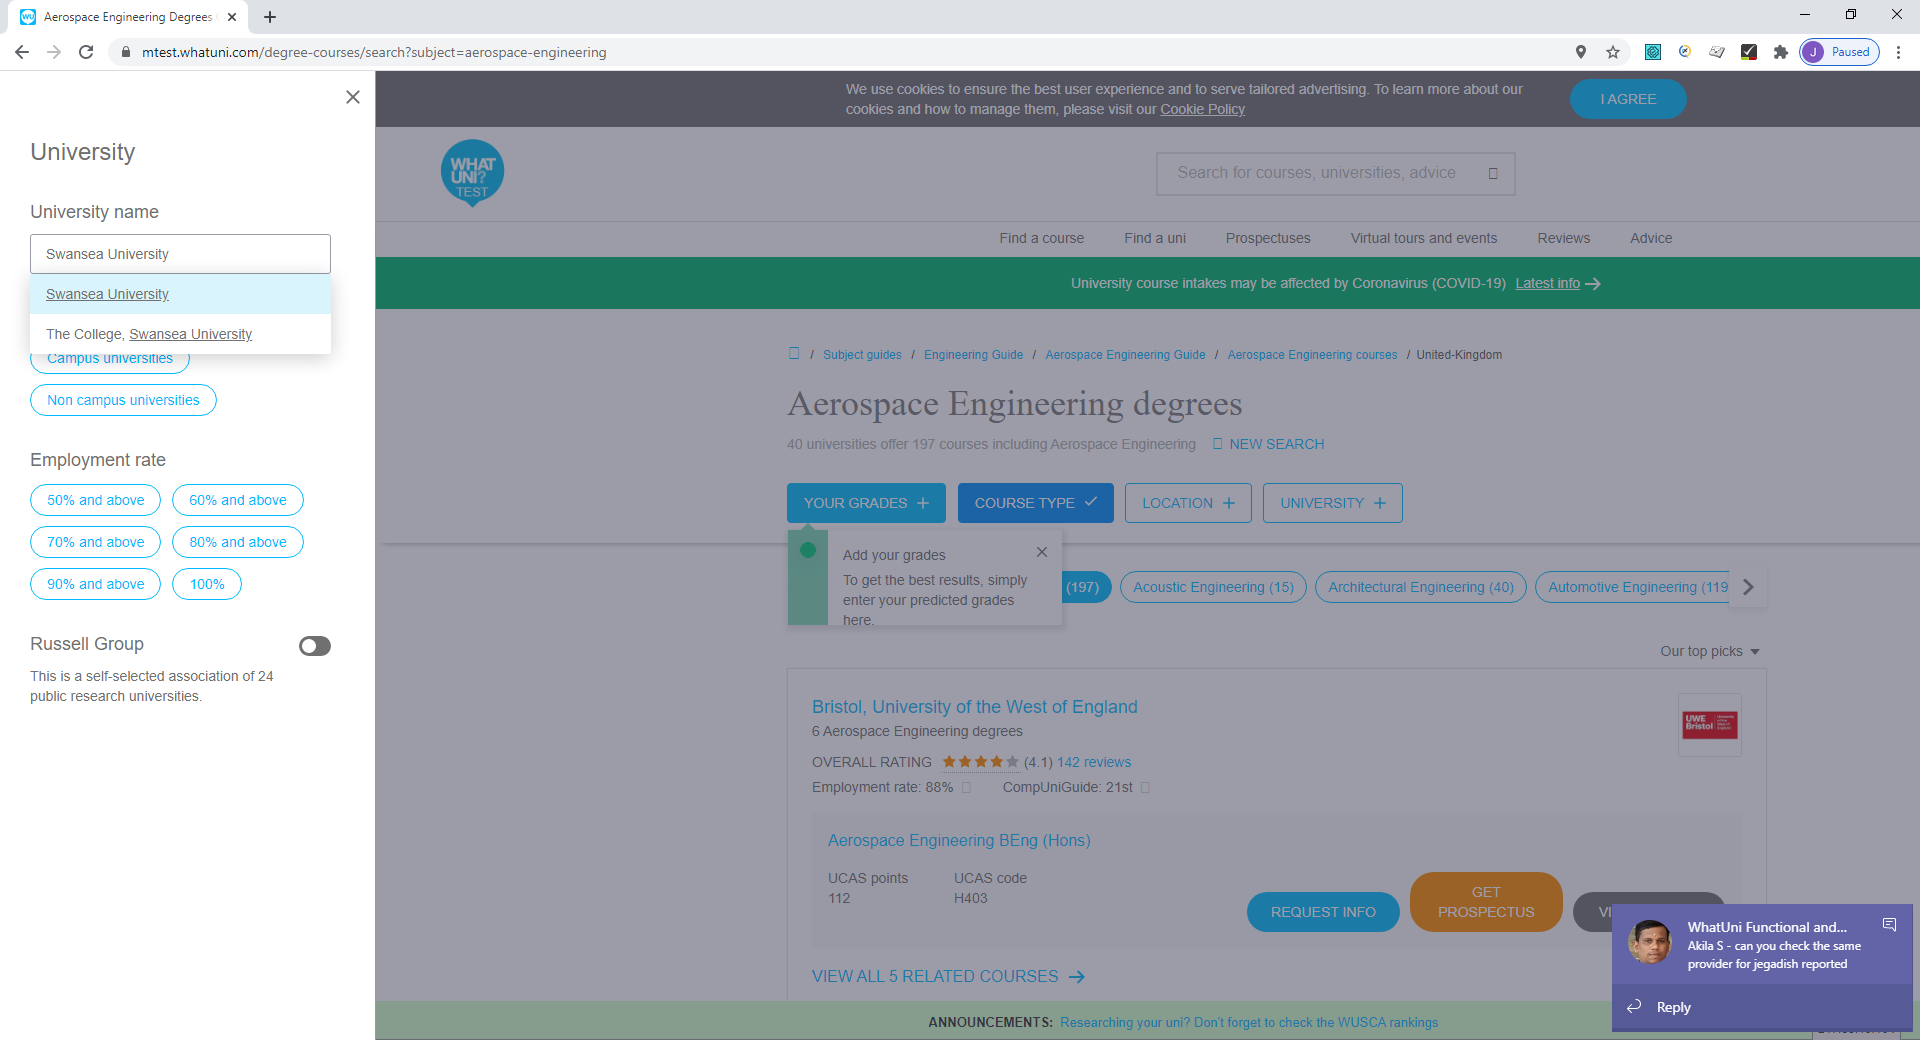 Aerospace Engineering Degrees
mtest.whatuni.com/degree-courses/search?subject=aerospace-engineering
J Paused
We use cookies to ensure the best user experience and to serve tailored advertising. To learn more about our
cookies and how to manage them, please visit our Cookie Policy
I AGREE
University
University name
Swansea University
Swansea University
The College, Swansea University
Campus universities
Non campus universities
Employment rate
50% and above 60% and above
70% and above 80% and above
90% and above 100%
Russell Group
This is a self-selected association of 24
public research universities.
WHAT
UNI?
TEST
Search for courses, universities, advice
Find a course Find a uni Prospectuses Virtual tours and events Reviews Advice
University course intakes may be affected by Coronavirus (COVID-19) Latest info
/ Subject guides / Engineering Guide / Aerospace Engineering Guide / Aerospace Engineering courses / United-Kingdom
Aerospace Engineering degrees
40 universities offer 197 courses including Aerospace Engineering NEW SEARCH
YOUR GRADES + COURSE TYPE LOCATION + UNIVERSITY +
Add your grades
To get the best results, simply
enter your predicted grades
here.
(197) Acoustic Engineering (15) Architectural Engineering (40) Automotive Engineering (119
Our top picks
Bristol, University of the West of England
6 Aerospace Engineering degrees
OVERALL RATING (4.1) 142 reviews
Employment rate: 88% CompUniGuide: 21st
UWE
Bristol
Aerospace Engineering BEng (Hons)
UCAS points UCAS code
112 H403
REQUEST INFO
GET
PROSPECTUS
VI
VIEW ALL 5 RELATED COURSES
ANNOUNCEMENTS: Researching your uni? Don't forget to check the WUSCA rankings
WhatUni Functional and...
Akila S - can you check the same
provider for jegadish reported
Reply